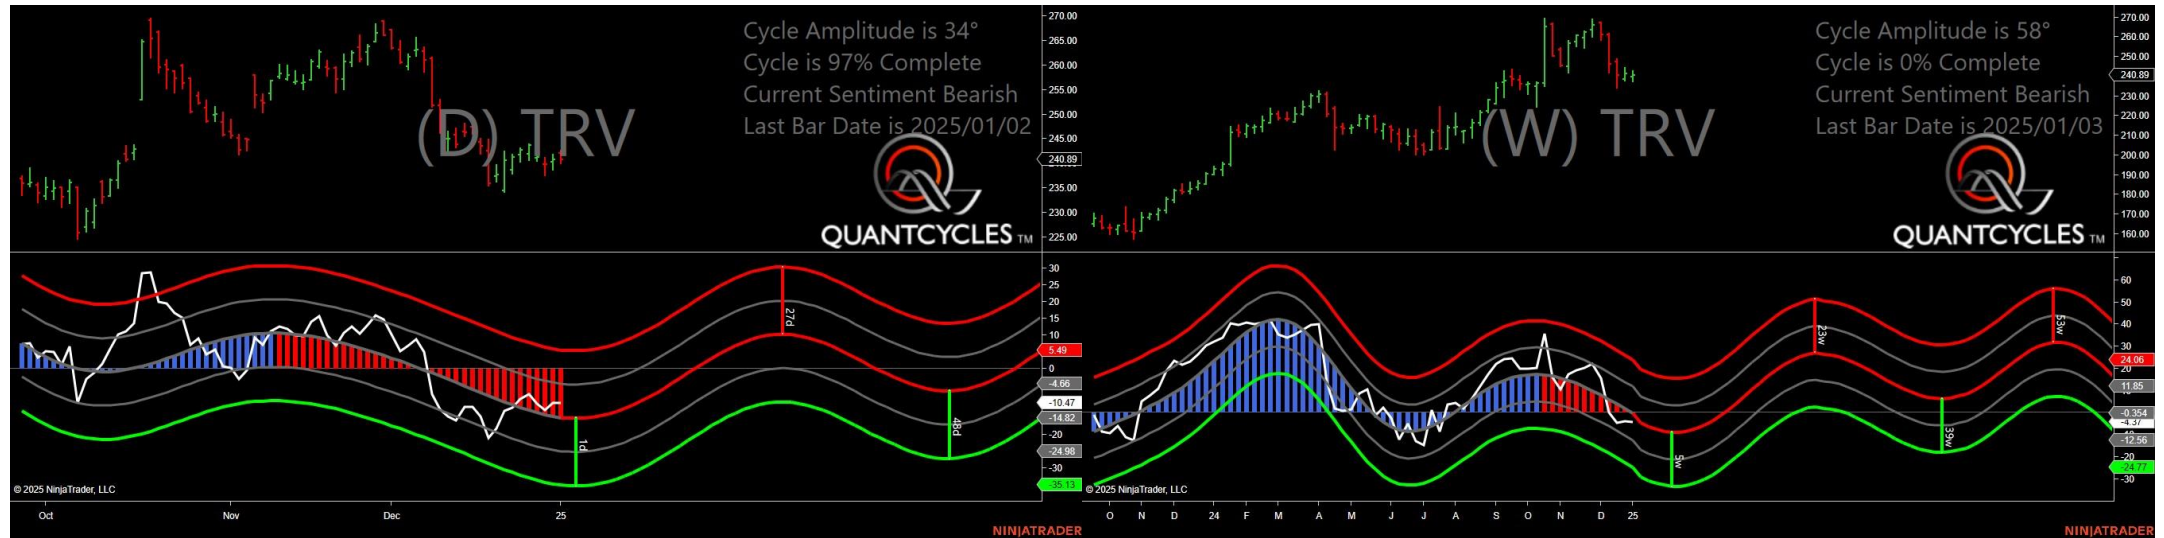 Cycle Amplitude is 34°
Cycle is 97% Complete
Current Sentiment Bearish
Last Bar Date is 2025/01/02
(D) TRV
QUANTCYCLES TM
270.00
265.00
260.00
255.00
250.00
245.00
240.89
235.00
230.00
225.00
30
25
20
15
10
5.49
0
-4.66
-10.47
-14.82
-20
-24.98
-30
-35.13
27d
1d
48d
© 2025 NinjaTrader, LLC
Oct Nov Dec 25
NINJATRADER
Cycle Amplitude is 58°
Cycle is 0% Complete
Current Sentiment Bearish
Last Bar Date is 2025/01/03
(W) TRV
QUANTCYCLES TM
270.00
260.00
250.00
240.89
230.00
220.00
210.00
200.00
190.00
180.00
170.00
160.00
60
50
40
30
24.06
20
11.85
-0.354
-4.37
-12.56
-20
-24.77
-30
23w
53w
9w
39w
© 2025 NinjaTrader, LLC
O N D 24 F M A M J J A S O N D 25
NINJATRADER